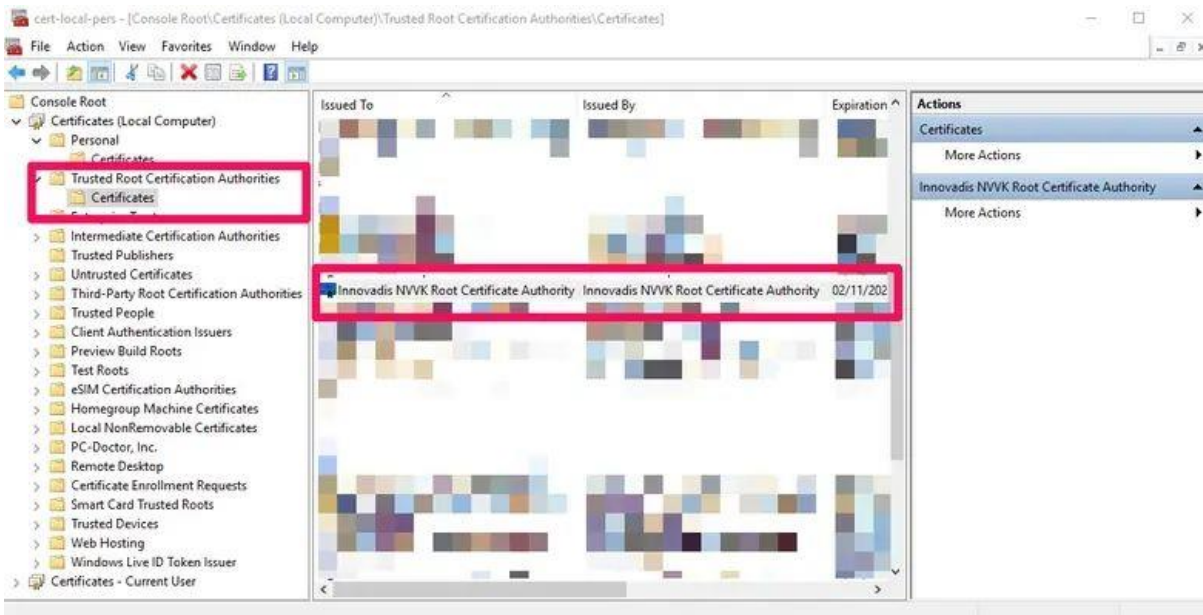 cert-local-pers - [Console Root\Certificates (Local Computer)\Trusted Root Certification Authorities\Certificates]
File Action View Favorites Window Help
Console Root
Certificates (Local Computer)
Personal
Certificates
Trusted Root Certification Authorities
Certificates
Intermediate Certification Authorities
Trusted Publishers
Untrusted Certificates
Third-Party Root Certification Authorities
Trusted People
Client Authentication Issuers
Preview Build Roots
Test Roots
eSIM Certification Authorities
Homegroup Machine Certificates
Local NonRemovable Certificates
PC-Doctor, Inc.
Remote Desktop
Certificate Enrollment Requests
Smart Card Trusted Roots
Trusted Devices
Web Hosting
Windows Live ID Token Issuer
Certificates - Current User
Issued To Issued By Expiration
Innovadis NVVK Root Certificate Authority Innovadis NVVK Root Certificate Authority 02/11/202
Actions
Certificates
More Actions
Innovadis NVVK Root Certificate Authority
More Actions